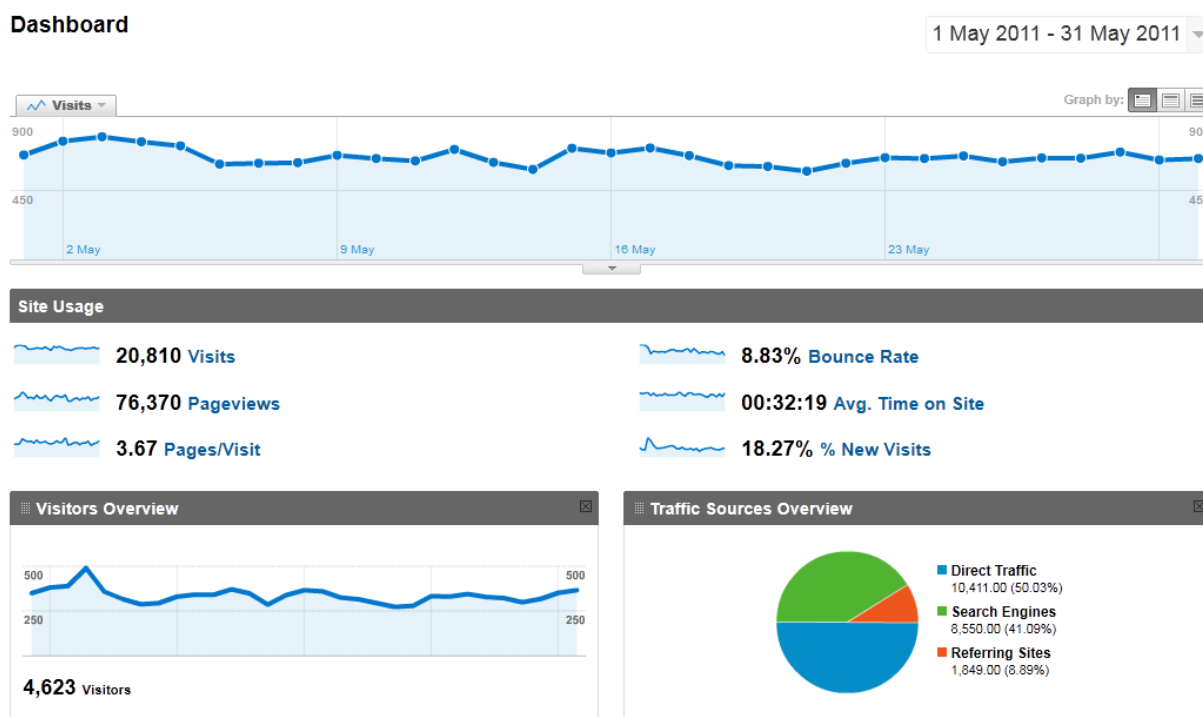 Dashboard
1 May 2011 - 31 May 2011
Visits
Graph by:
900
90
450
45
2 May
9 May
16 May
23 May
Site Usage
20,810 Visits
8.83% Bounce Rate
76,370 Pageviews
00:32:19 Avg. Time on Site
3.67 Pages/Visit
18.27% % New Visits
Visitors Overview
500
500
250
250
4,623 Visitors
Traffic Sources Overview
Direct Traffic
10,411.00 (50.03%)
Search Engines
8,550.00 (41.09%)
Referring Sites
1,849.00 (8.89%)